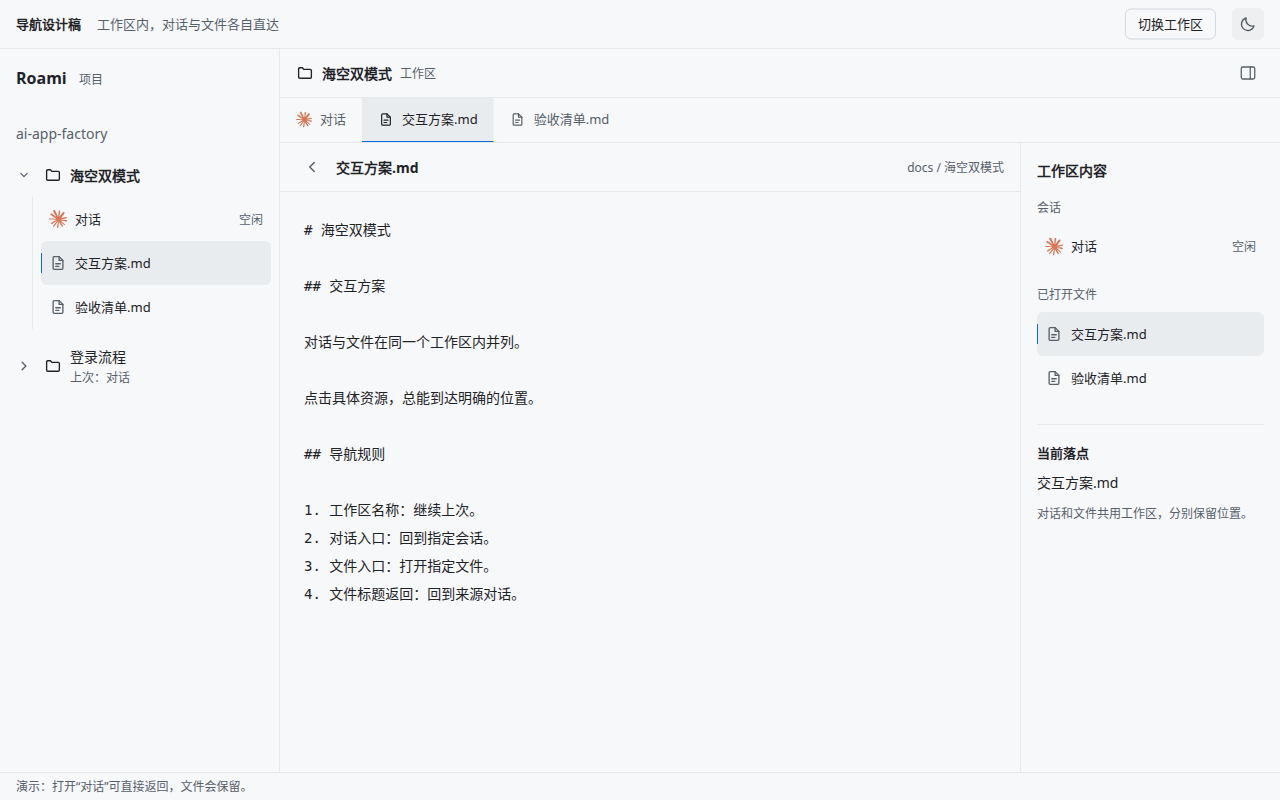 导航设计稿 工作区内，对话与文件各自直达 切换工作区
Roami 项目
ai-app-factory
海空双模式
对话 空闲
交互方案.md
验收清单.md
登录流程
上次：对话
海空双模式 工作区
对话 交互方案.md 验收清单.md
交互方案.md docs / 海空双模式
# 海空双模式
## 交互方案
对话与文件在同一个工作区内并列。
点击具体资源，总能到达明确的位置。
## 导航规则
1. 工作区名称：继续上次。
2. 对话入口：回到指定会话。
3. 文件入口：打开指定文件。
4. 文件标题返回：回到来源对话。
工作区内容
会话
对话 空闲
已打开文件
交互方案.md
验收清单.md
当前落点
交互方案.md
对话和文件共用工作区，分别保留位置。
演示：打开“对话”可直接返回，文件会保留。